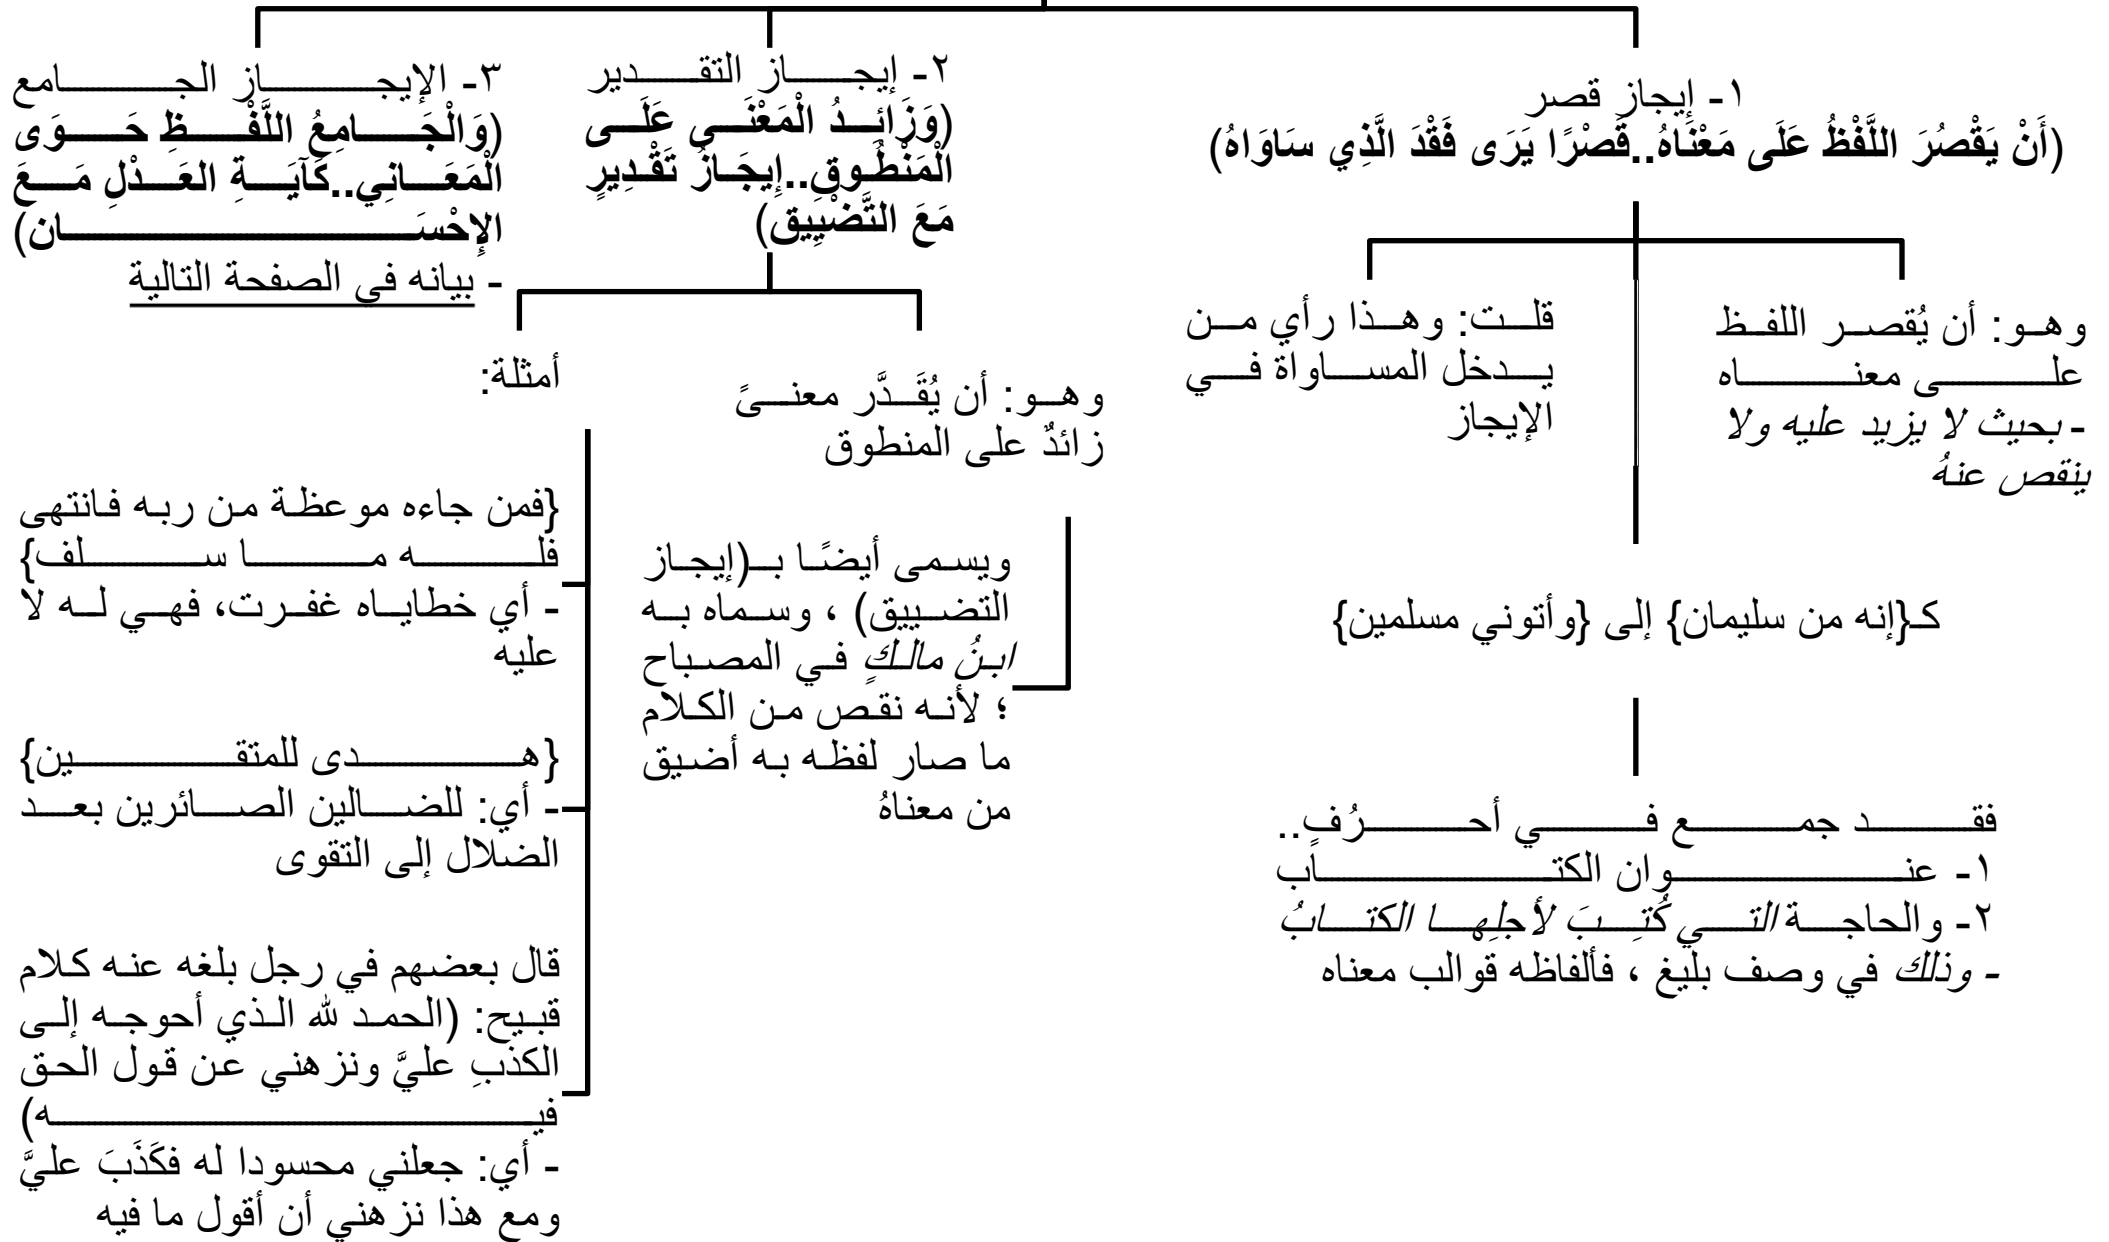 ١- إيجاز قصر
(أَنْ يَقْصُرَ اللَّفْظُ عَلَى مَعْنَاهُ..قَصْرًا يَرَى فَقْدَ الَّذِي سَاوَاهُ)
وهو: أن يُقصر اللفظ
على معناه
- بحيث لا يزيد عليه ولا
ينقص عنهُ
قلت: وهذا رأي من
يدخل المساواة في
الإيجاز
كـ{إنه من سليمان} إلى {وأتوني مسلمين}
فقد جمع في أحرُفٍ..
١- عنوان الكتاب
٢- والحاجة التي كُتِبَ لأجلِها الكتابُ
- وذلك في وصف بليغ ، فألفاظه قوالب معناه
٢- إيجاز التقدير
(وَزَائِدُ الْمَعْنَى عَلَى
الْمَنْطُوقِ..إِيجَازُ تَقْدِيرٍ
مَعَ التَّضْيِيق)
وهو: أن يُقَدَّر معنىً
زائدٌ على المنطوق
ويسمى أيضًا بـ(إيجاز
التضييق) ، وسماه به
ابنُ مالكٍ في المصباح
؛ لأنه نقص من الكلام
ما صار لفظه به أضيق
من معناهُ
أمثلة:
{فمن جاءه موعظة من ربه فانتهى
فله ما سلف}
- أي خطاياه غفرت، فهي له لا
عليه
{هدى للمتقين}
- أي: للضالين الصائرين بعد
الضلال إلى التقوى
قال بعضهم في رجل بلغه عنه كلام
قبيح: (الحمد لله الذي أحوجه إلى
الكذبِ عليَّ ونزهني عن قول الحق
فيه)
- أي: جعلني محسودا له فكَذَبَ عليَّ
ومع هذا نزهني أن أقول ما فيه
٣- الإيجاز الجامع
(وَالْجَامِعُ اللَّفْظِ حَوَى
الْمَعَانِي..كَآيَةِ العَدْلِ مَعَ
الإِحْسَان)
- بيانه في الصفحة التالية